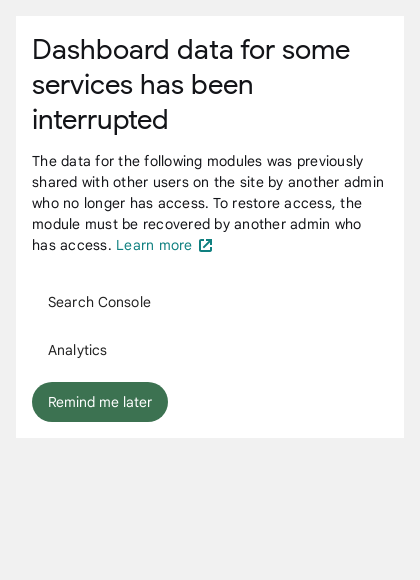 Dashboard data for some
services has been
interrupted
The data for the following modules was previously
shared with other users on the site by another admin
who no longer has access. To restore access, the
module must be recovered by another admin who
has access. Learn more
Search Console
Analytics
Remind me later